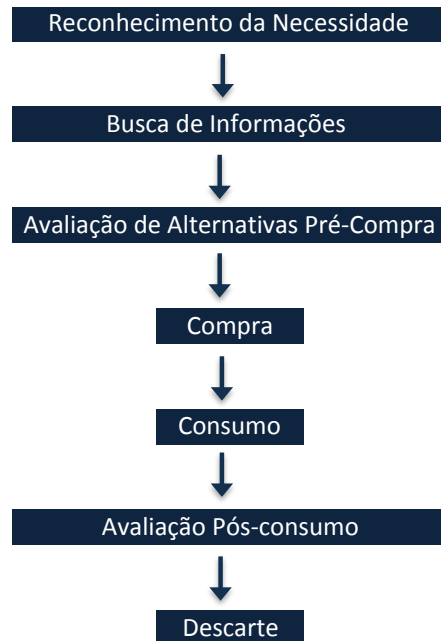 Reconhecimento da Necessidade
Busca de Informações
Avaliação de Alternativas Pré-Compra
Compra
Consumo
Avaliação Pós-consumo
Descarte